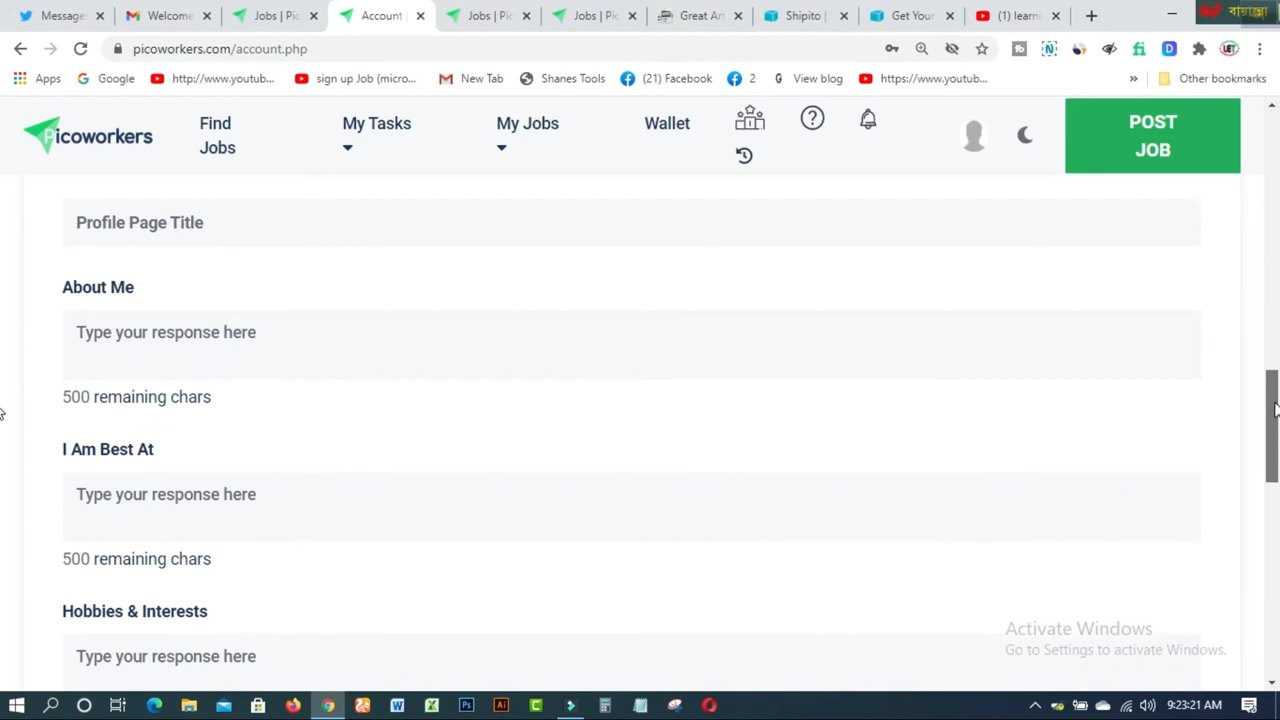 Message
Welcome
Jobs | Pic
Account
Jobs | Pi
Jobs | Pic
Great Art
Shipito
Get Your
(1) learn
বায়ান্নো
picoworkers.com/account.php
Apps
Google
http://www.youtub...
sign up Job (micro...
New Tab
Shanes Tools
(21) Facebook
2
View blog
https://www.youtub...
»
Other bookmarks
picoworkers
Find Jobs
My Tasks
My Jobs
Wallet
POST JOB
Profile Page Title
About Me
Type your response here
500 remaining chars
I Am Best At
Type your response here
500 remaining chars
Hobbies & Interests
Type your response here
Activate Windows
Go to Settings to activate Windows.
9:23:21 AM